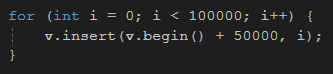 for (int i = 0; i < 100000; i++) {
    v.insert(v.begin() + 50000, i);
}